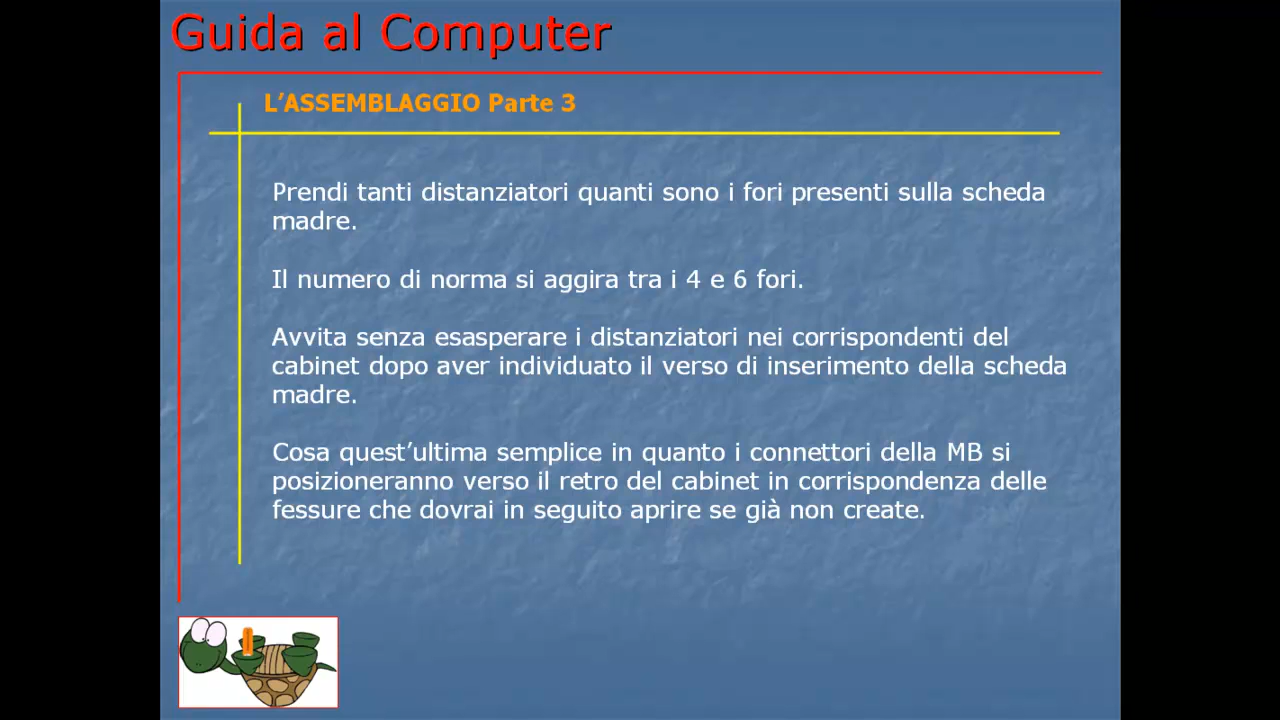 Guida al Computer
L’ASSEMBLAGGIO Parte 3
Prendi tanti distanziatori quanti sono i fori presenti sulla scheda
madre.
Il numero di norma si aggira tra i 4 e 6 fori.
Avvita senza esasperare i distanziatori nei corrispondenti del
cabinet dopo aver individuato il verso di inserimento della scheda
madre.
Cosa quest’ultima semplice in quanto i connettori della MB si
posizioneranno verso il retro del cabinet in corrispondenza delle
fessure che dovrai in seguito aprire se già non create.